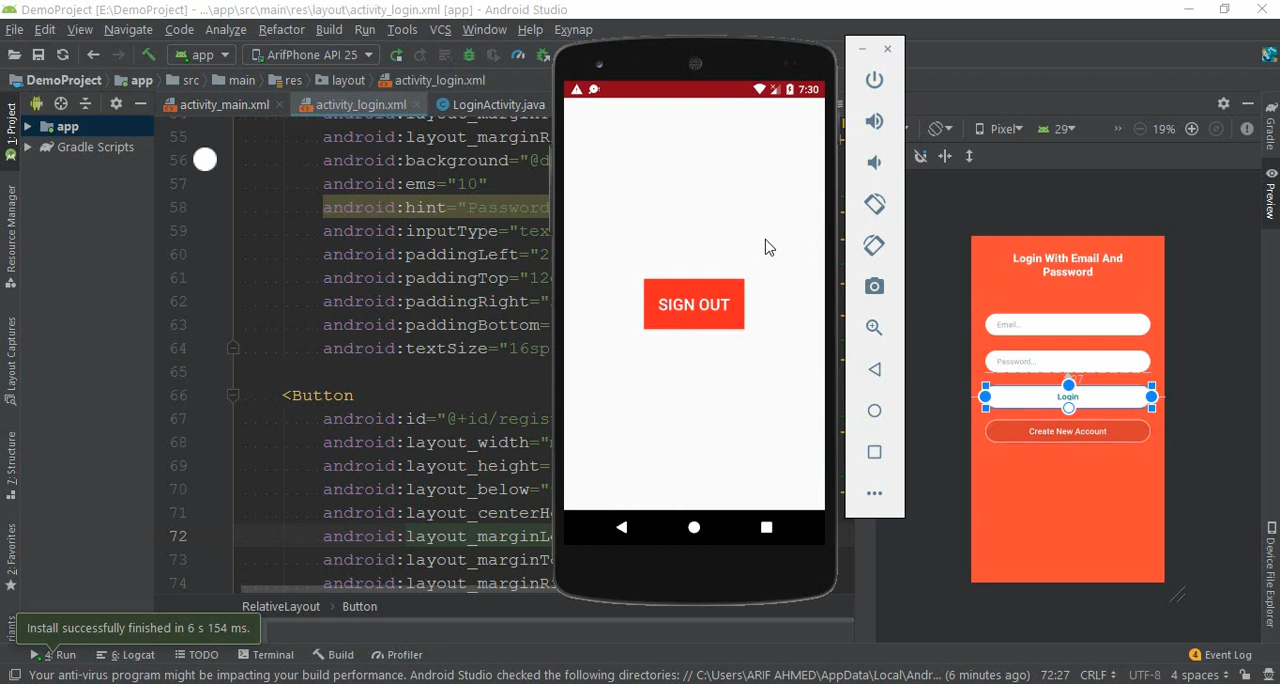 DemoProject [E:\DemoProject] - ...\app\src\main\res\layout\activity_login.xml [app] - Android Studio
File Edit View Navigate Code Analyze Refactor Build Run Tools VCS Window Help Exynap
app ArifPhone API 25
DemoProject app src main res layout activity_login.xml
1: Project
Resource Manager
Layout Captures
7: Structure
2: Favorites
app
Gradle Scripts
activity_main.xml activity_login.xml LoginActivity.java
55 android:layout_marginR
56 android:background="@d
57 android:ems="10"
58 android:hint="Password
59 android:inputType="tex
60 android:paddingLeft="2
61 android:paddingTop="12
62 android:paddingRight=
63 android:paddingBottom=
64 android:textSize="16sp
65
66 <Button
67 android:id="@+id/regis
68 android:layout_width="
69 android:layout_height=
70 android:layout_below="
71 android:layout_centerH
72 android:layout_marginL
73 android:layout_marginT
74 android:layout_marginRi
RelativeLayout Button
7:30
SIGN OUT
Pixel 29 19%
Login With Email And
Password
Email...
Password...
Login
Create New Account
Gradle
Preview
Device File Explorer
Install successfully finished in 6 s 154 ms.
4: Run 6: Logcat TODO Terminal Build Profiler 4 Event Log
Your anti-virus program might be impacting your build performance. Android Studio checked the following directories: // C:\Users\ARIF AHMED\AppData\Local\Andr... (6 minutes ago) 72:27 CRLF UTF-8 4 spaces